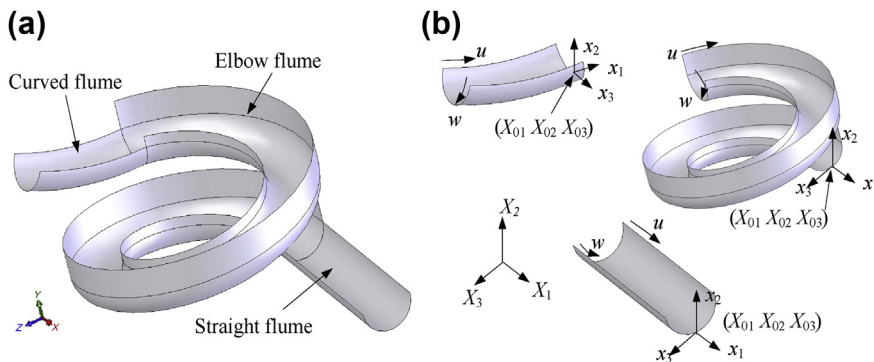 (a)
Elbow flume
Curved flume
Straight flume
Y
Z
X
(b)
u
w
x₂
x₁
x₃
(X₀₁ X₀₂ X₀₃)
u
w
x₂
x₃
x
(X₀₁ X₀₂ X₀₃)
X₂
X₃
X₁
u
w
x₂
(X₀₁ X₀₂ X₀₃)
x₃
x₁